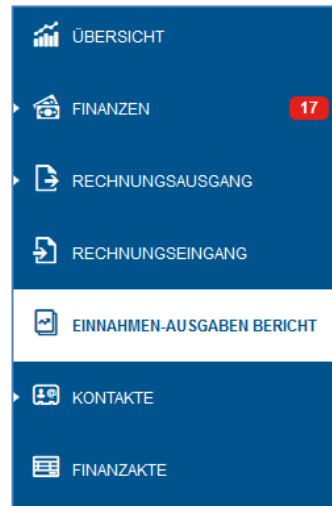 ÜBERSICHT
FINANZEN 17
RECHNUNGSAUSGANG
RECHNUNGSEINGANG
EINNAHMEN-AUSGABEN BERICHT
KONTAKTE
FINANZAKTE